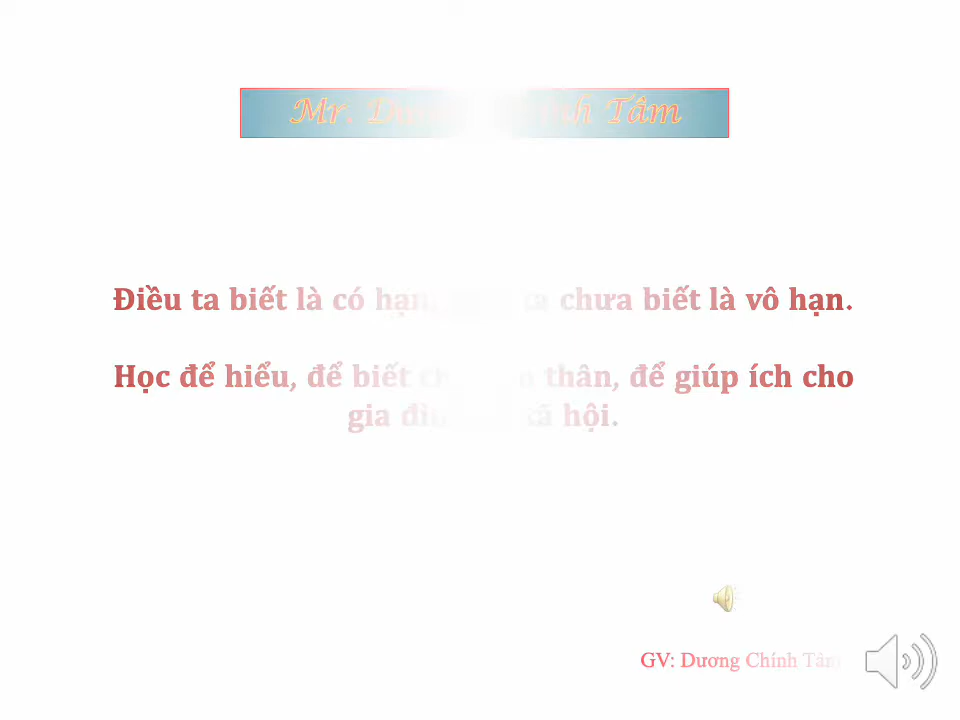 Mr. Tâm
Điều ta biết là có hạn, ta chưa biết là vô hạn.
Học để hiểu, để biết thân, để giúp ích cho
gia xã hội.
GV: Dương Chính Tâm